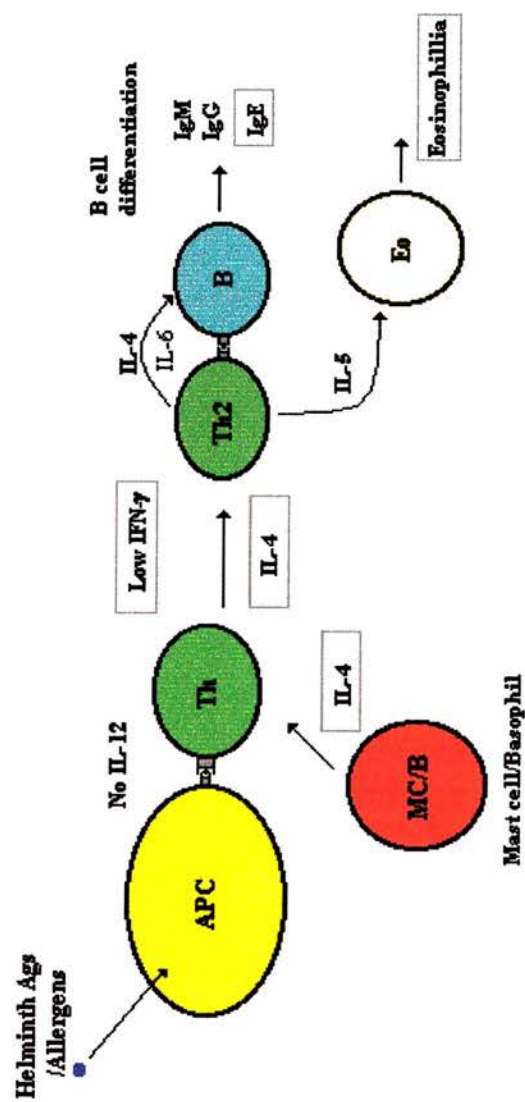 Helminth Ags
/Allergens
APC
No IL-12
Th
MC/B
IL-4
Mast cell/Basophil
Low IFN-γ
IL-4
Th2
IL-4
IL-6
B
B cell
differentiation
IgM
IgG
IgE
IL-5
Eo
Eosinophillia